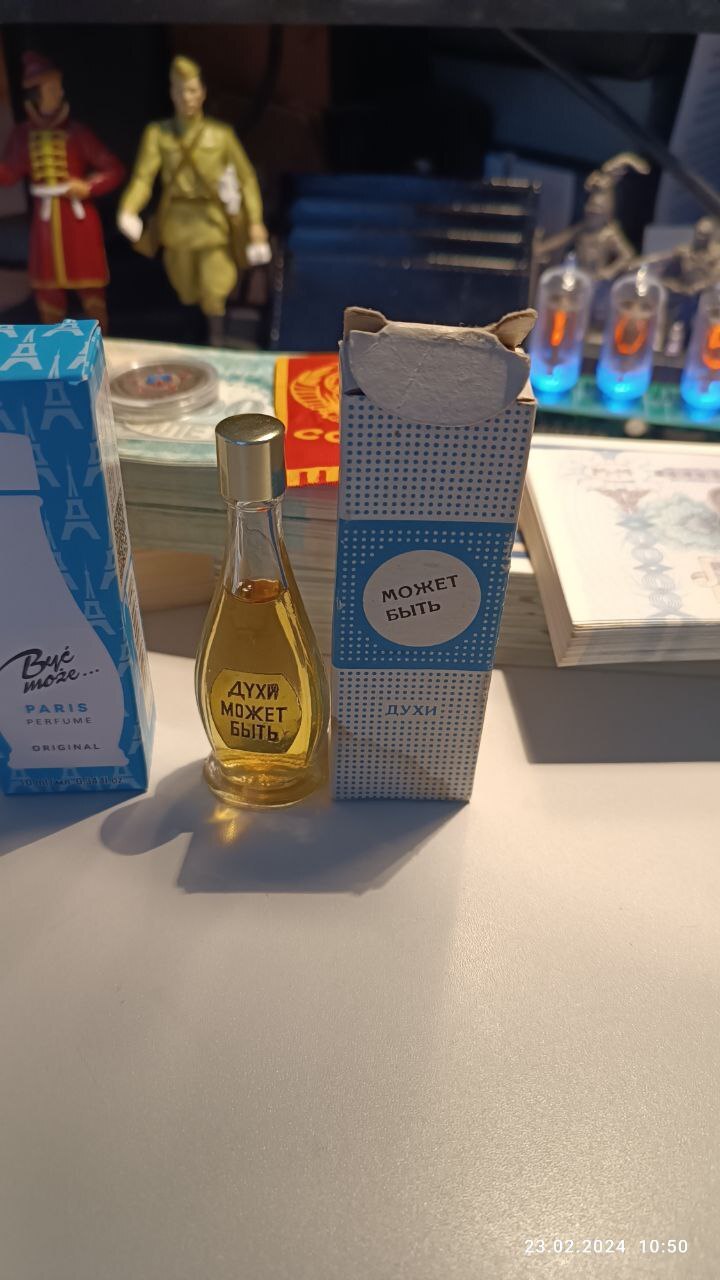 Być
może...
PARIS
PERFUME
ORIGINAL
ДУХИ
МОЖЕТ
БЫТЬ
МОЖЕТ
БЫТЬ
ДУХИ
23.02.2024 10:50